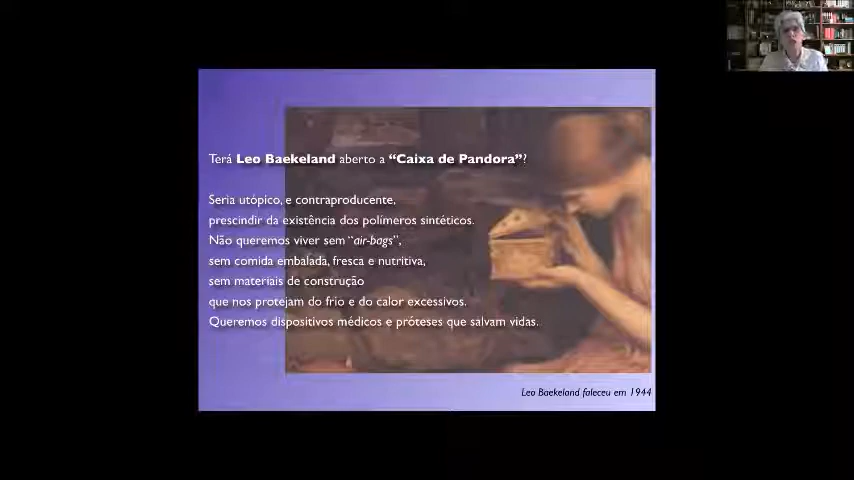 Terá Leo Baekeland aberto a “Caixa de Pandora”?
Seria utópico, e contraproducente,
prescindir da existência dos polímeros sintéticos.
Não queremos viver sem “air-bags”,
sem comida embalada, fresca e nutritiva,
sem materiais de construção
que nos protejam do frio e do calor excessivos.
Queremos dispositivos médicos e próteses que salvam vidas.
Leo Baekeland faleceu em 1944